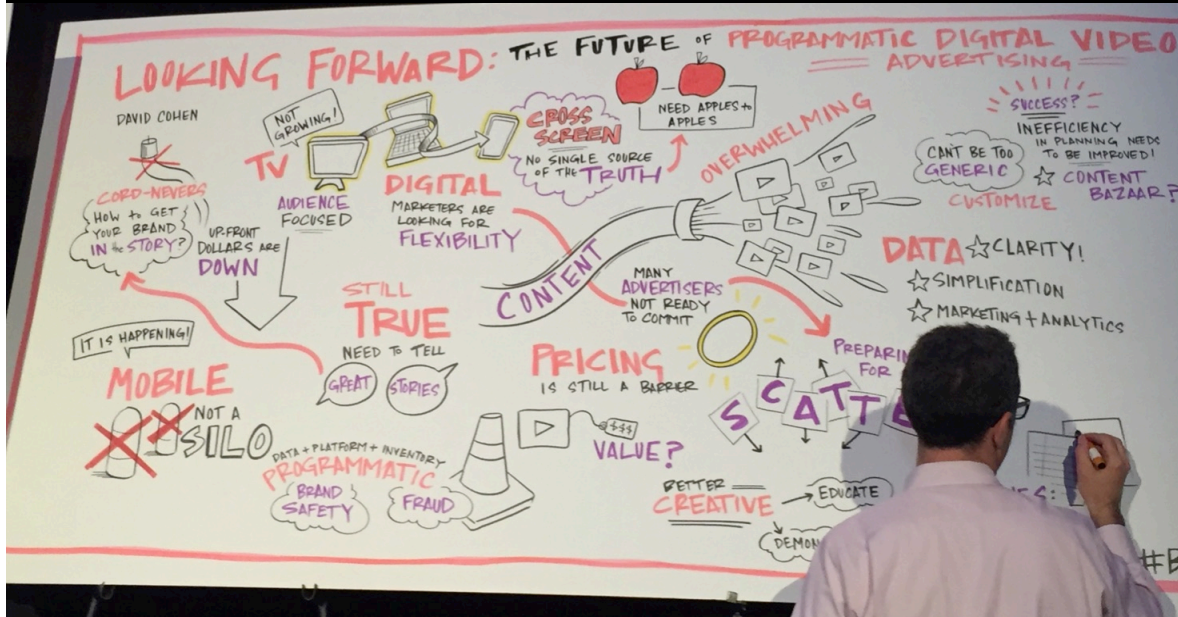 LOOKING FORWARD: THE FUTURE OF PROGRAMMATIC DIGITAL VIDEO
ADVERTISING
DAVID COHEN
CORD-NEVERS
HOW to GET
YOUR BRAND
IN the STORY?
NOT
GROWING!
TV
AUDIENCE
FOCUSED
UP-FRONT
DOLLARS ARE
DOWN
DIGITAL
MARKETERS ARE
LOOKING FOR
FLEXIBILITY
CROSS
SCREEN
NO SINGLE SOURCE
OF THE TRUTH
NEED APPLES to
APPLES
OVERWHELMING
CONTENT
SUCCESS?
INEFFICIENCY
IN PLANNING NEEDS
TO BE IMPROVED!
CONTENT
BAZAAR?
CAN'T BE TOO
GENERIC
CUSTOMIZE
DATA
CLARITY!
SIMPLIFICATION
MARKETING + ANALYTICS
MANY
ADVERTISERS
NOT READY
TO COMMIT
STILL
TRUE
NEED TO TELL
GREAT STORIES
IT IS HAPPENING!
MOBILE
NOT A
SILO
DATA + PLATFORM + INVENTORY
PROGRAMMATIC
BRAND
SAFETY
FRAUD
PRICING
IS STILL A BARRIER
$$$
VALUE?
FOR
SCATTE
BETTER
CREATIVE
EDUCATE